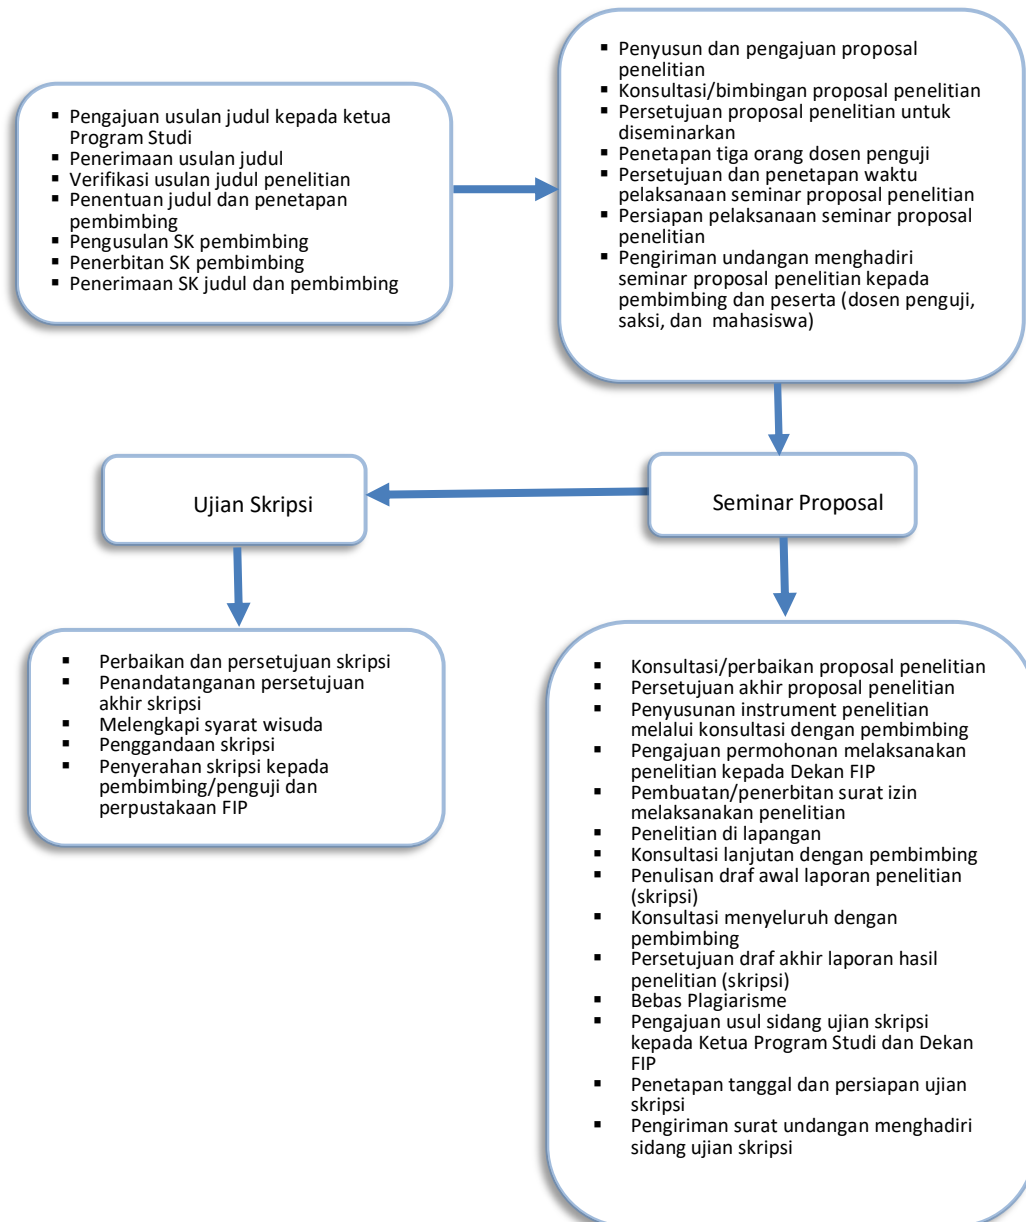 ▪ Pengajuan usulan judul kepada ketua
Program Studi
▪ Penerimaan usulan judul
▪ Verifikasi usulan judul penelitian
▪ Penentuan judul dan penetapan
pembimbing
▪ Pengusulan SK pembimbing
▪ Penerbitan SK pembimbing
▪ Penerimaan SK judul dan pembimbing
▪ Penyusun dan pengajuan proposal
penelitian
▪ Konsultasi/bimbingan proposal penelitian
▪ Persetujuan proposal penelitian untuk
diseminarkan
▪ Penetapan tiga orang dosen penguji
▪ Persetujuan dan penetapan waktu
pelaksanaan seminar proposal penelitian
▪ Persiapan pelaksanaan seminar proposal
penelitian
▪ Pengiriman undangan menghadiri
seminar proposal penelitian kepada
pembimbing dan peserta (dosen penguji,
saksi, dan mahasiswa)
Seminar Proposal
Ujian Skripsi
▪ Perbaikan dan persetujuan skripsi
▪ Penandatanganan persetujuan
akhir skripsi
▪ Melengkapi syarat wisuda
▪ Penggandaan skripsi
▪ Penyerahan skripsi kepada
pembimbing/penguji dan
perpustakaan FIP
▪ Konsultasi/perbaikan proposal penelitian
▪ Persetujuan akhir proposal penelitian
▪ Penyusunan instrument penelitian
melalui konsultasi dengan pembimbing
▪ Pengajuan permohonan melaksanakan
penelitian kepada Dekan FIP
▪ Pembuatan/penerbitan surat izin
melaksanakan penelitian
▪ Penelitian di lapangan
▪ Konsultasi lanjutan dengan pembimbing
▪ Penulisan draf awal laporan penelitian
(skripsi)
▪ Konsultasi menyeluruh dengan
pembimbing
▪ Persetujuan draf akhir laporan hasil
penelitian (skripsi)
▪ Bebas Plagiarisme
▪ Pengajuan usul sidang ujian skripsi
kepada Ketua Program Studi dan Dekan
FIP
▪ Penetapan tanggal dan persiapan ujian
skripsi
▪ Pengiriman surat undangan menghadiri
sidang ujian skripsi